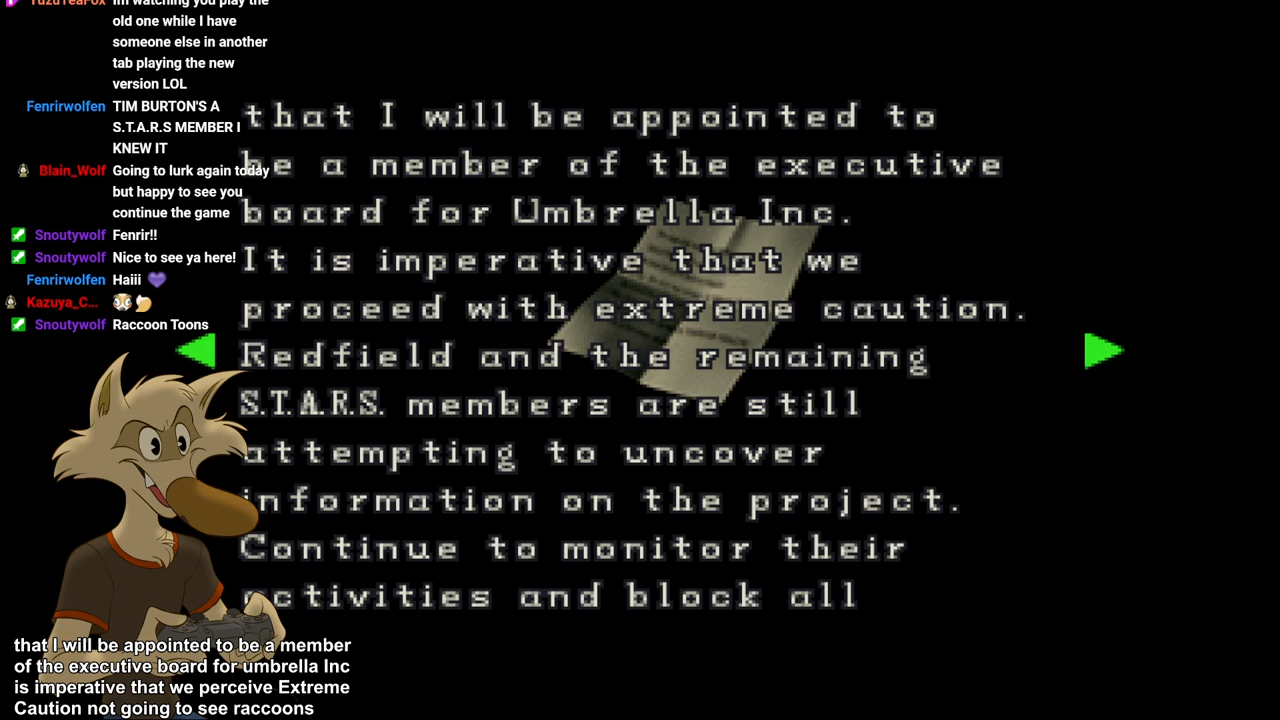 YuzuTeaFox Im watching you play the
old one while I have
someone else in another
tab playing the new
version LOL
Fenrirwolfen TIM BURTON'S A
S.T.A.R.S MEMBER I
KNEW IT
Blain_Wolf Going to lurk again today
but happy to see you
continue the game
Snoutywolf Fenrir!!
Snoutywolf Nice to see ya here!
Fenrirwolfen Haiii
Kazuya_C...
Snoutywolf Raccoon Toons
that I will be appointed to
be a member of the executive
board for Umbrella Inc.
It is imperative that we
proceed with extreme caution.
Redfield and the remaining
S.T.A.R.S. members are still
attempting to uncover
information on the project.
Continue to monitor their
activities and block all
that I will be appointed to be a member
of the executive board for umbrella Inc
is imperative that we perceive Extreme
Caution not going to see raccoons